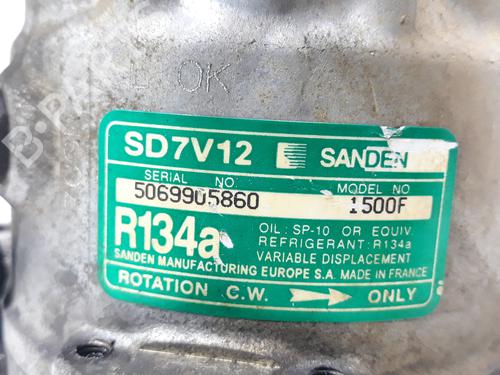 OK
SD7V12 SANDEN
SERIAL NO. MODEL NO
5069905860 1500F
R134a
OIL: SP-10 OR EQUIV.
REFRIGERANT: R134a
VARIABLE DISPLACEMENT
SANDEN MANUFACTURING EUROPE S.A. MADE IN FRANCE
ROTATION C.W. ONLY